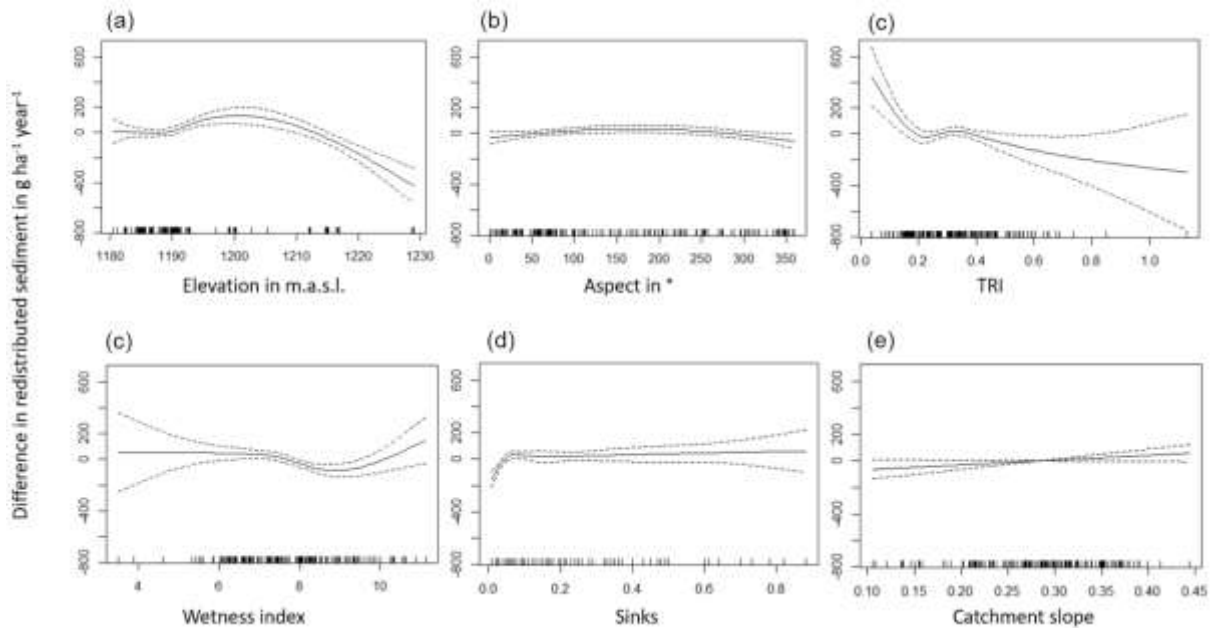 Difference in redistributed sediment in g ha⁻¹ year⁻¹
(a)
600
200
0
-400
-800
1180 1190 1200 1210 1220 1230
Elevation in m.a.s.l.
(b)
600
200
0
-400
-800
0 50 100 150 200 250 300 350
Aspect in °
(c)
600
200
0
-400
-800
0.0 0.2 0.4 0.6 0.8 1.0
TRI
(c)
600
200
0
-400
-800
4 6 8 10
Wetness index
(d)
600
200
0
-400
-800
0.0 0.2 0.4 0.6 0.8
Sinks
(e)
600
200
0
-400
-800
0.10 0.15 0.20 0.25 0.30 0.35 0.40 0.45
Catchment slope